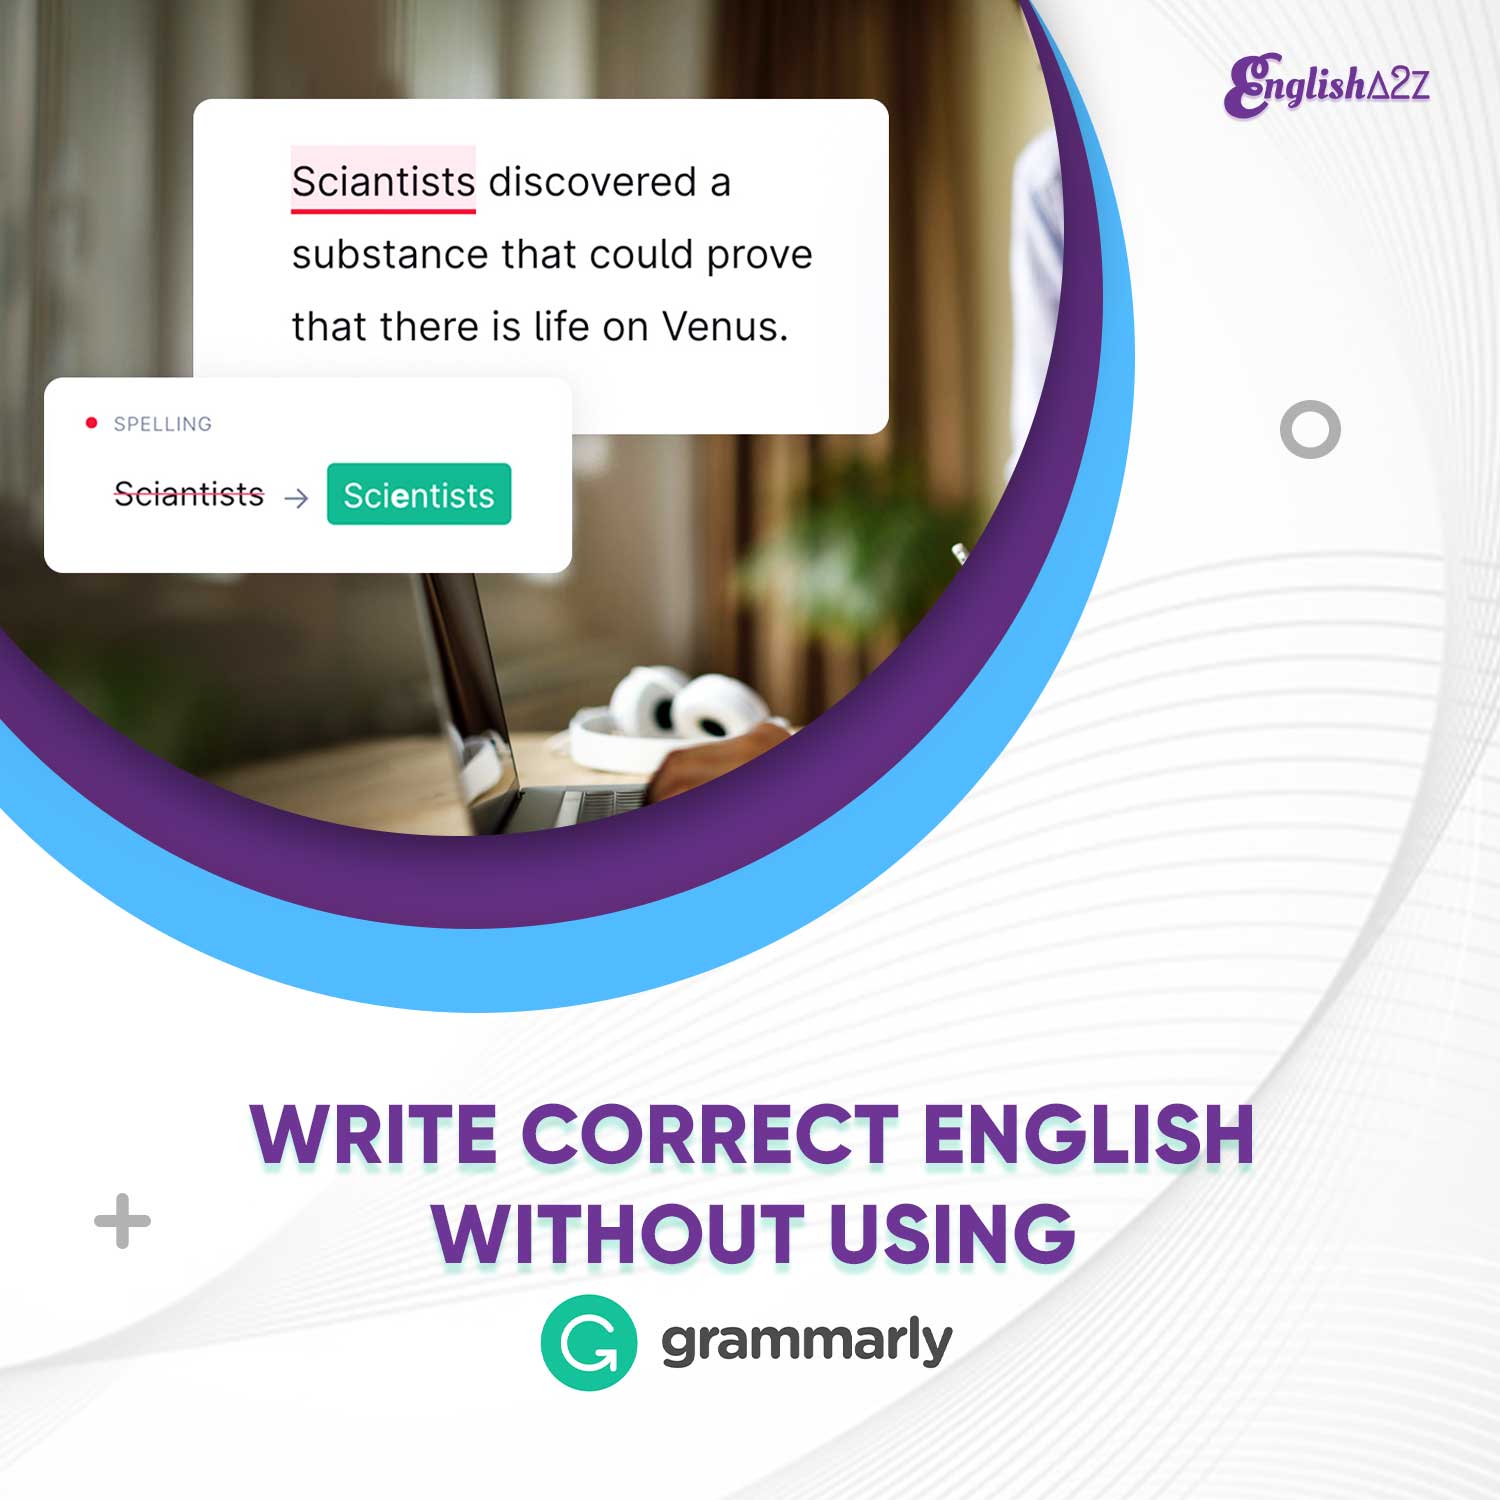 EnglishA2Z
Sciantists discovered a
substance that could prove
that there is life on Venus.
SPELLING
Sciantists → Scientists
WRITE CORRECT ENGLISH
WITHOUT USING
grammarly